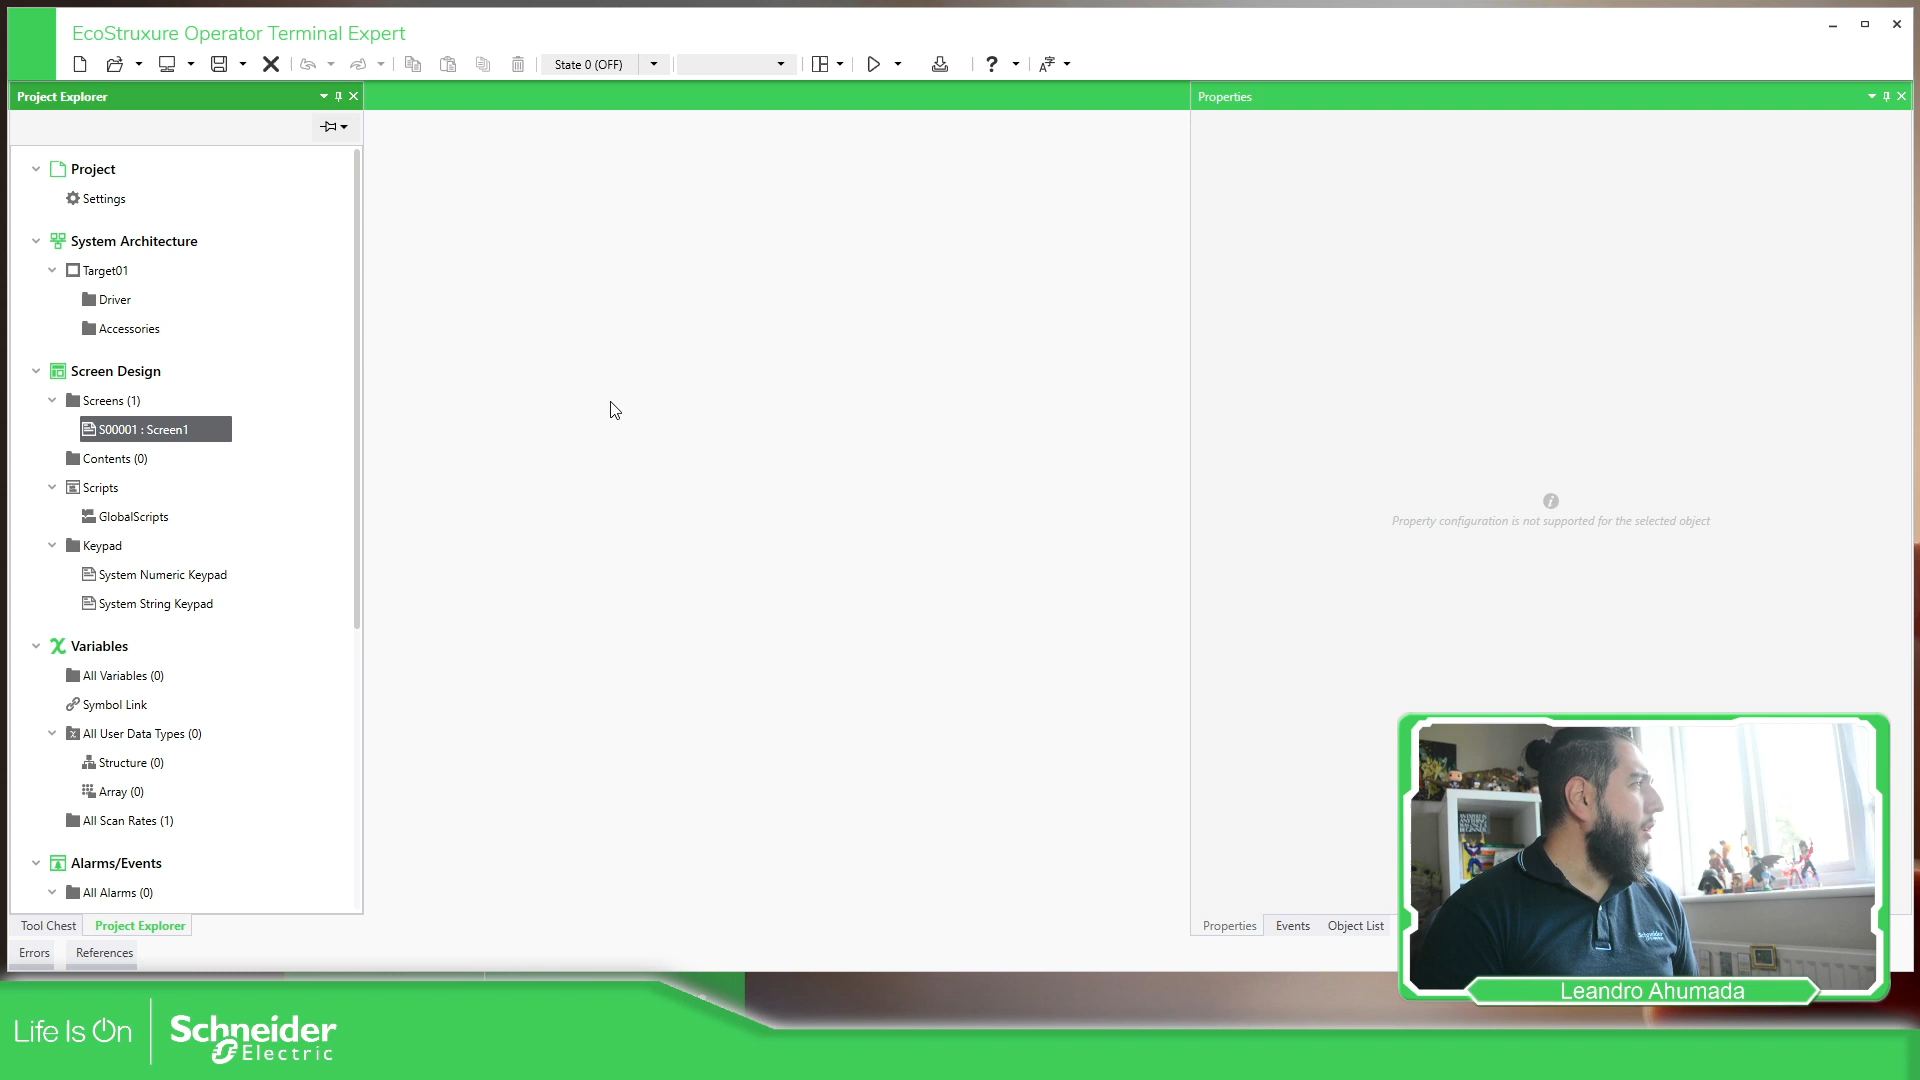 EcoStruxure Operator Terminal Expert
State 0 (OFF)
Project Explorer
Properties
Project
Settings
System Architecture
Target01
Driver
Accessories
Screen Design
Screens (1)
S00001 : Screen1
Contents (0)
Scripts
GlobalScripts
Keypad
System Numeric Keypad
System String Keypad
Variables
All Variables (0)
Symbol Link
All User Data Types (0)
Structure (0)
Array (0)
All Scan Rates (1)
Alarms/Events
All Alarms (0)
Property configuration is not supported for the selected object
Tool Chest
Project Explorer
Properties
Events
Object List
Errors
References
Schneider
Leandro Ahumada
Life Is On
Schneider
Electric